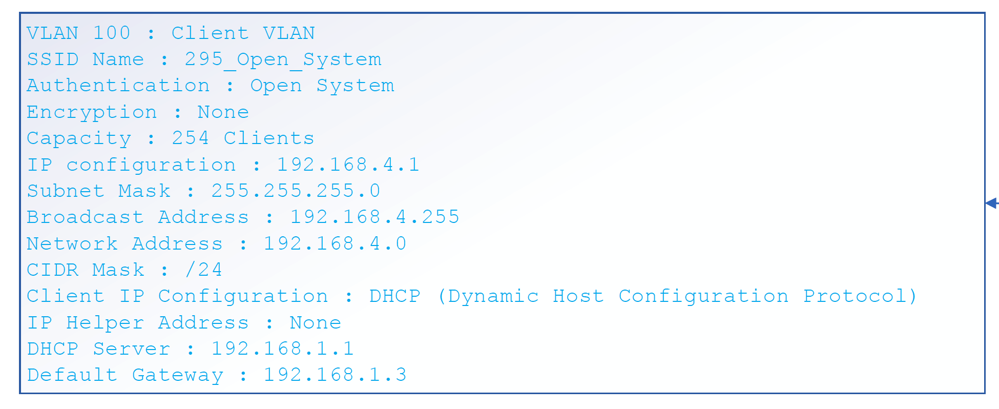 VLAN 100 : Client VLAN
SSID Name : 295_Open_System
Authentication : Open System
Encryption : None
Capacity : 254 Clients
IP configuration : 192.168.4.1
Subnet Mask : 255.255.255.0
Broadcast Address : 192.168.4.255
Network Address : 192.168.4.0
CIDR Mask : /24
Client IP Configuration : DHCP (Dynamic Host Configuration Protocol)
IP Helper Address : None
DHCP Server : 192.168.1.1
Default Gateway : 192.168.1.3